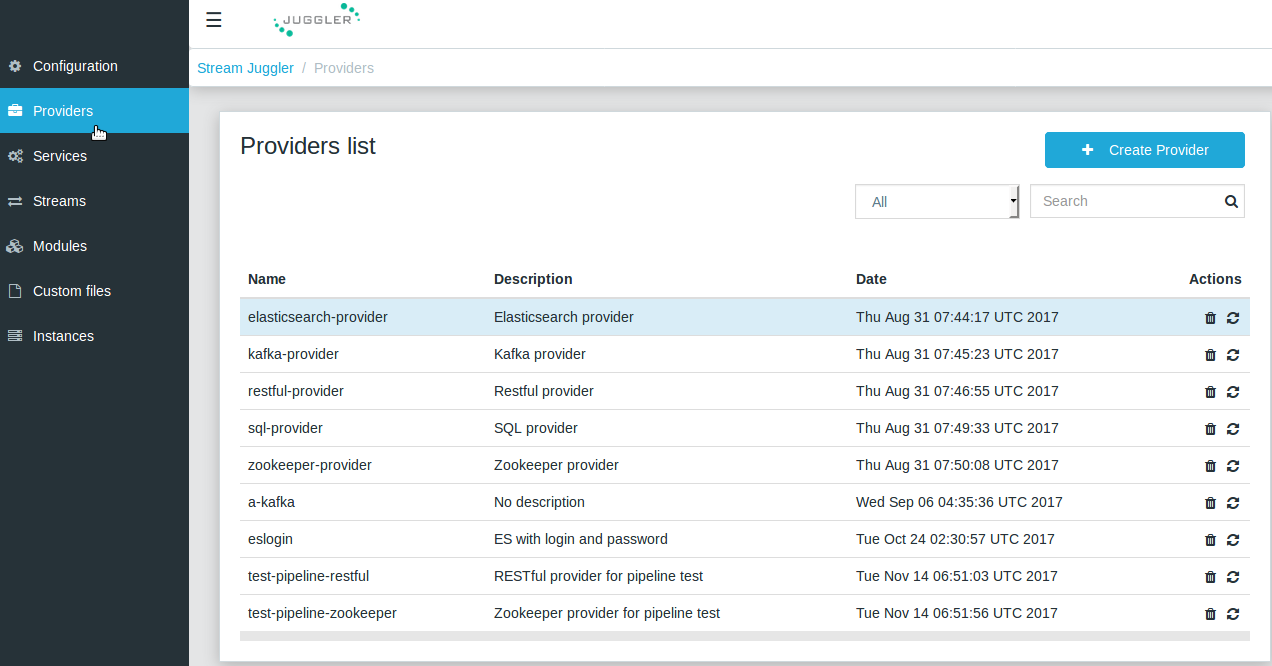 JUGGLER
Configuration
Providers
Services
Streams
Modules
Custom files
Instances
Stream Juggler / Providers
Providers list
Create Provider
All
Search
Name Description Date Actions
elasticsearch-provider Elasticsearch provider Thu Aug 31 07:44:17 UTC 2017
kafka-provider Kafka provider Thu Aug 31 07:45:23 UTC 2017
restful-provider Restful provider Thu Aug 31 07:46:55 UTC 2017
sql-provider SQL provider Thu Aug 31 07:49:33 UTC 2017
zookeeper-provider Zookeeper provider Thu Aug 31 07:50:08 UTC 2017
a-kafka No description Wed Sep 06 04:35:36 UTC 2017
eslogin ES with login and password Tue Oct 24 02:30:57 UTC 2017
test-pipeline-restful RESTful provider for pipeline test Tue Nov 14 06:51:03 UTC 2017
test-pipeline-zookeeper Zookeeper provider for pipeline test Tue Nov 14 06:51:56 UTC 2017